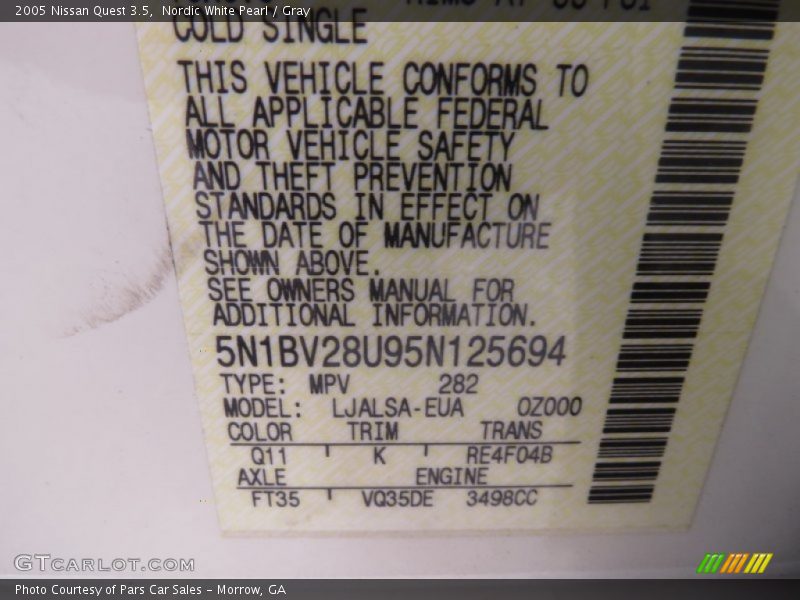 2005 Nissan Quest 3.5,  Nordic White Pearl / Gray
COLD SINGLE
THIS VEHICLE CONFORMS TO
ALL APPLICABLE FEDERAL
MOTOR VEHICLE SAFETY
AND THEFT PREVENTION
STANDARDS IN EFFECT ON
THE DATE OF MANUFACTURE
SHOWN ABOVE.
SEE OWNERS MANUAL FOR
ADDITIONAL INFORMATION.
5N1BV28U95N125694
TYPE: MPV 282
MODEL: LJALSA-EUA 0Z000
COLOR TRIM TRANS
Q11 K RE4F04B
AXLE ENGINE
FT35 VQ35DE 3498CC
GTCARLOT.COM
Photo Courtesy of Pars Car Sales - Morrow, GA